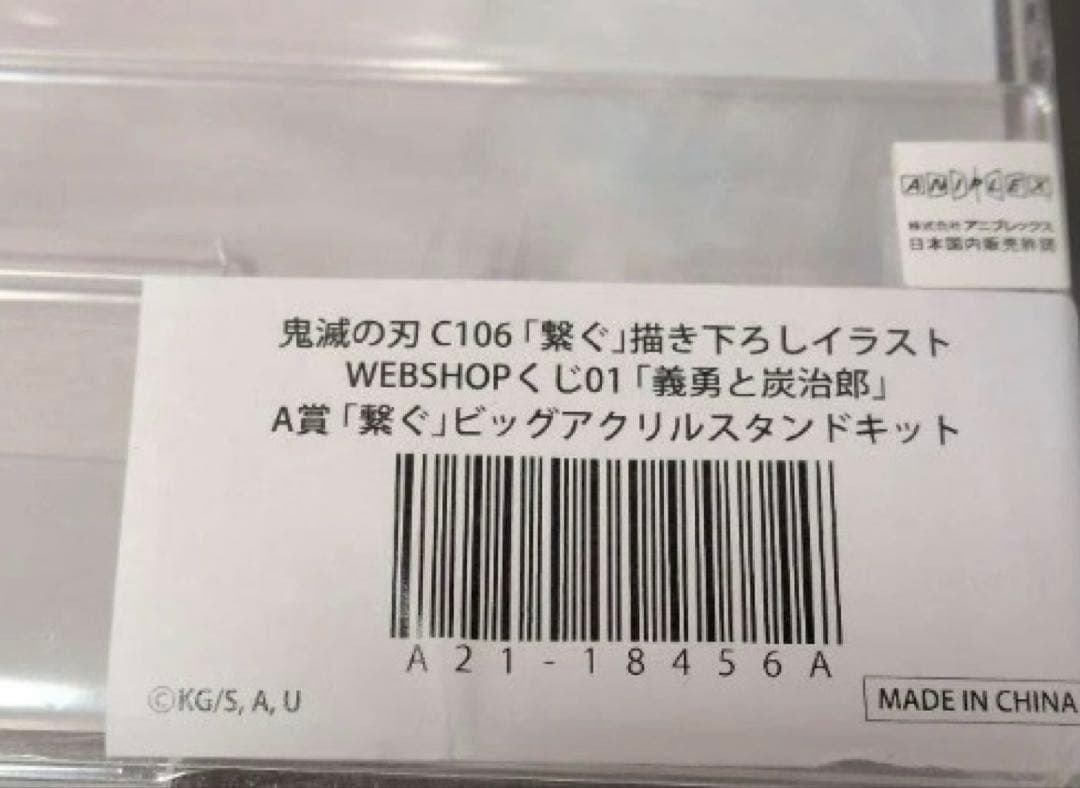 ANIPLEX
株式会社アニプレックス
日本国内販売許諾
鬼滅の刃 C106「繋ぐ」描き下ろしイラスト
WEBSHOPくじ01「義勇と炭治郎」
A賞「繋ぐ」ビッグアクリルスタンドキット
A21-18456A
©KG/S, A, U
MADE IN CHINA